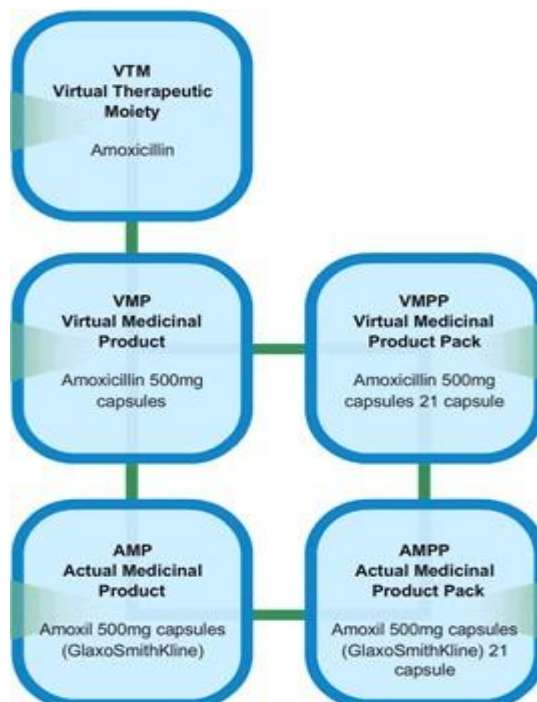 VTM
Virtual Therapeutic
Moiety
Amoxicillin
VMP
Virtual Medicinal
Product
Amoxicillin 500mg
capsules
VMPP
Virtual Medicinal
Product Pack
Amoxicillin 500mg
capsules 21 capsule
AMP
Actual Medicinal
Product
Amoxil 500mg capsules
(GlaxoSmithKline)
AMPP
Actual Medicinal
Product Pack
Amoxil 500mg capsules
(GlaxoSmithKline) 21
capsule